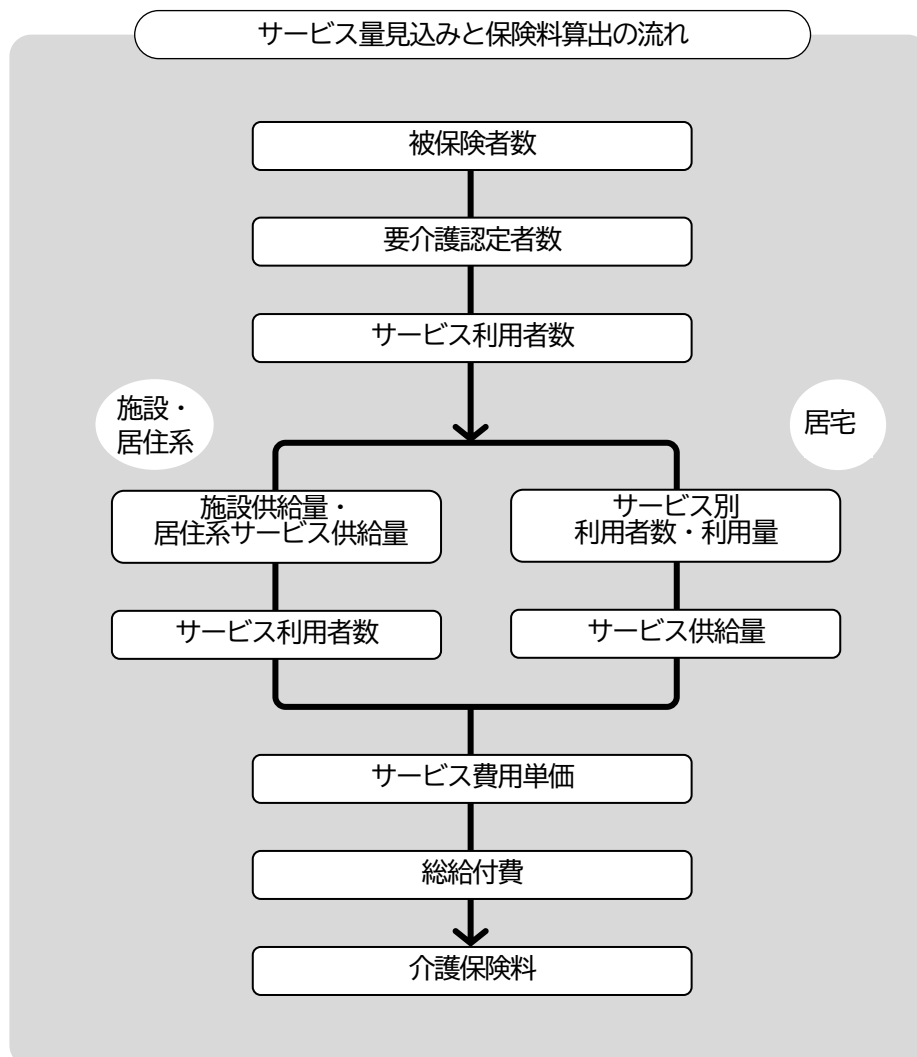 サービス量見込みと保険料算出の流れ
被保険者数
要介護認定者数
サービス利用者数
施設・
居住系
居宅
施設供給量・
居住系サービス供給量
サービス別
利用者数・利用量
サービス利用者数
サービス供給量
サービス費用単価
総給付費
介護保険料